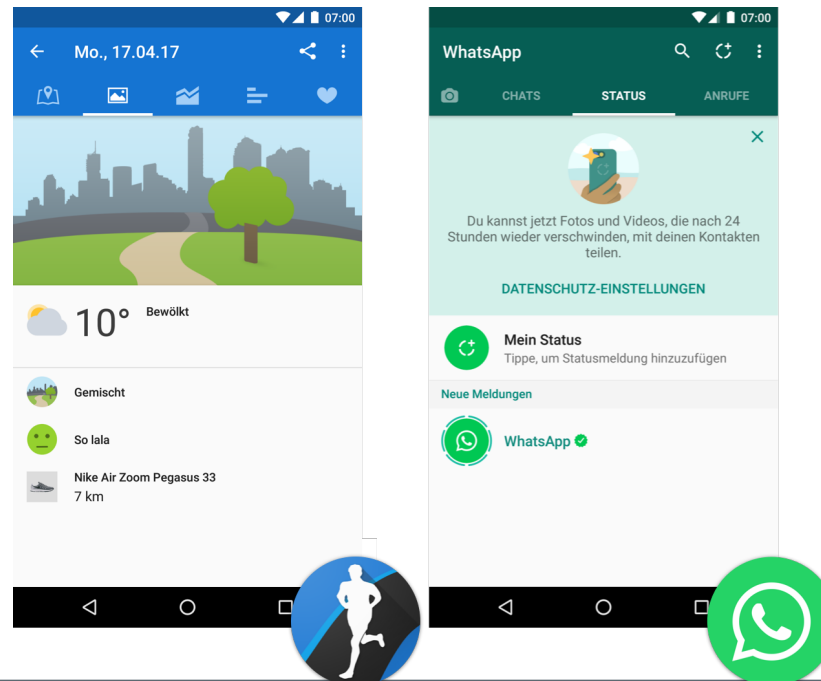 07:00
Mo., 17.04.17
10°
Bewölkt
Gemischt
So lala
Nike Air Zoom Pegasus 33
7 km
07:00
WhatsApp
CHATS
STATUS
ANRUFE
Du kannst jetzt Fotos und Videos, die nach 24
Stunden wieder verschwinden, mit deinen Kontakten
teilen.
DATENSCHUTZ-EINSTELLUNGEN
Mein Status
Tippe, um Statusmeldung hinzuzufügen
Neue Meldungen
WhatsApp